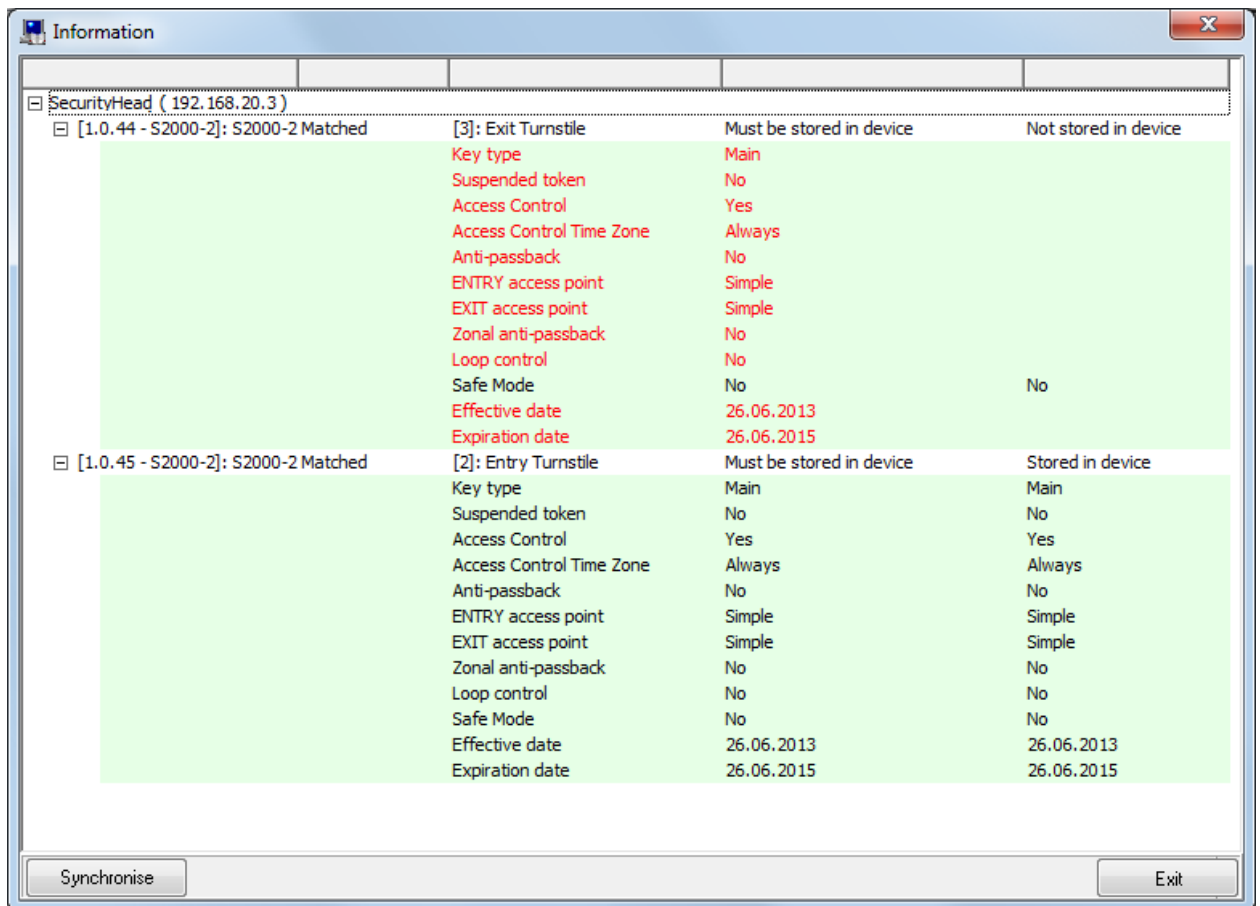 Information
X
SecurityHead ( 192.168.20.3 )
[1.0.44 - S2000-2]: S2000-2 Matched [3]: Exit Turnstile Must be stored in device Not stored in device
Key type Main
Suspended token No
Access Control Yes
Access Control Time Zone Always
Anti-passback No
ENTRY access point Simple
EXIT access point Simple
Zonal anti-passback No
Loop control No
Safe Mode No No
Effective date 26.06.2013
Expiration date 26.06.2015
[1.0.45 - S2000-2]: S2000-2 Matched [2]: Entry Turnstile Must be stored in device Stored in device
Key type Main Main
Suspended token No No
Access Control Yes Yes
Access Control Time Zone Always Always
Anti-passback No No
ENTRY access point Simple Simple
EXIT access point Simple Simple
Zonal anti-passback No No
Loop control No No
Safe Mode No No
Effective date 26.06.2013 26.06.2013
Expiration date 26.06.2015 26.06.2015
Synchronise Exit